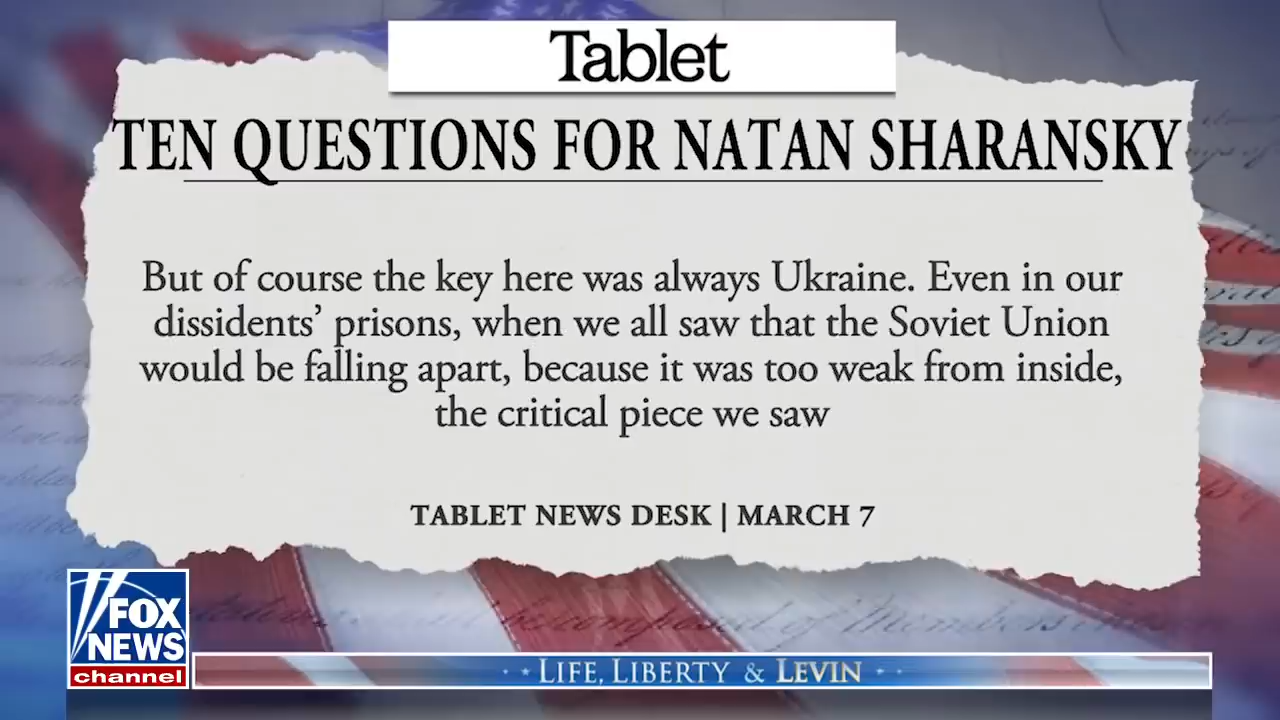 Tablet
TEN QUESTIONS FOR NATAN SHARANSKY
But of course the key here was always Ukraine. Even in our
dissidents' prisons, when we all saw that the Soviet Union
would be falling apart, because it was too weak from inside,
the critical piece we saw
TABLET NEWS DESK | MARCH 7
FOX
NEWS
channel
LIFE, LIBERTY & LEVIN